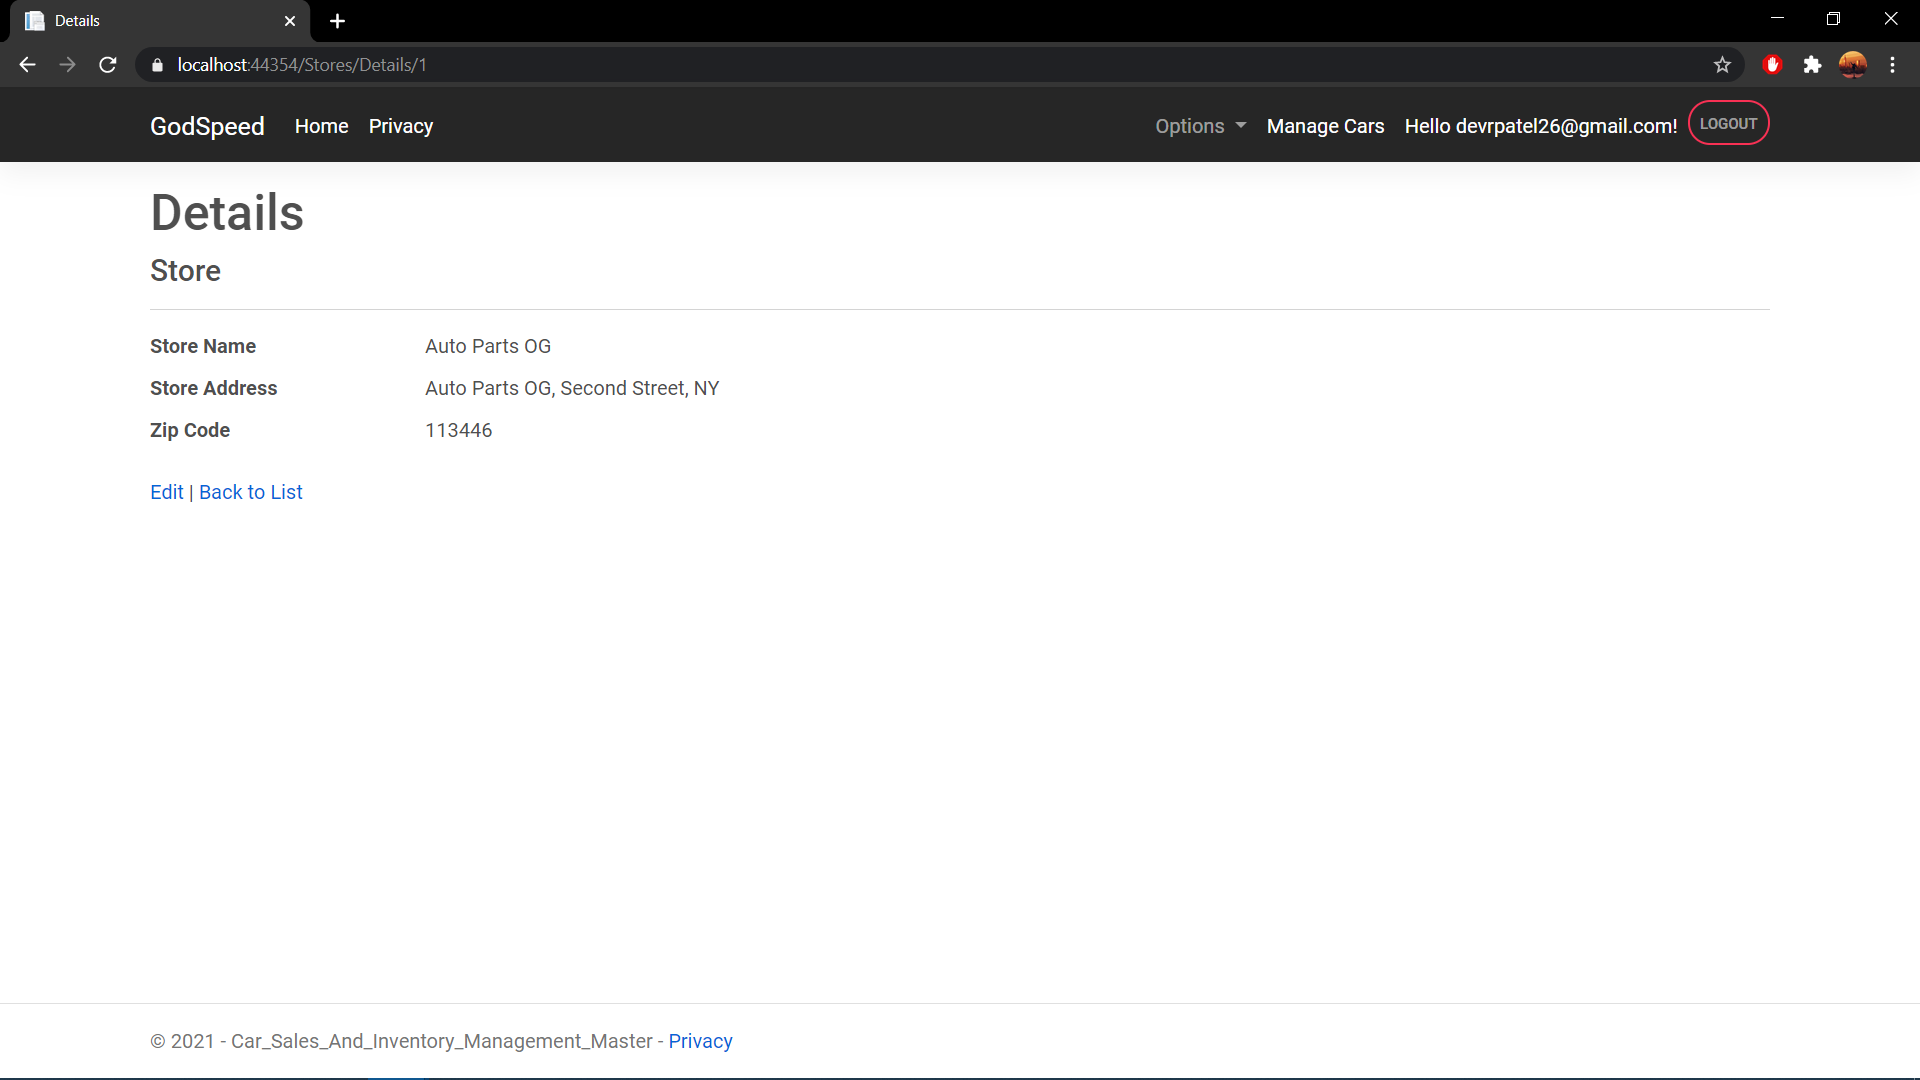 Details
localhost:44354/Stores/Details/1
GodSpeed Home Privacy Options Manage Cars Hello devrpatel26@gmail.com! LOGOUT
Details
Store
Store Name Auto Parts OG
Store Address Auto Parts OG, Second Street, NY
Zip Code 113446
Edit | Back to List
© 2021 - Car_Sales_And_Inventory_Management_Master - Privacy